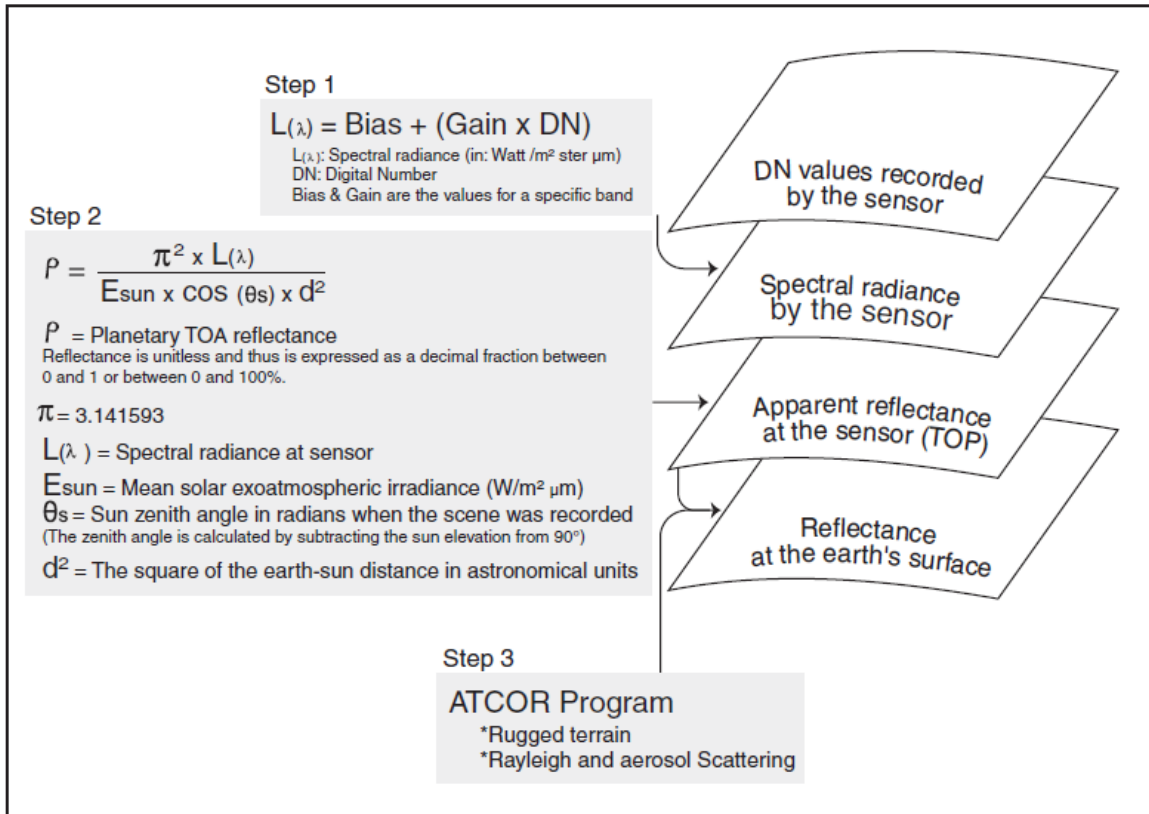 Step 1
L(λ) = Bias + (Gain x DN)
L(λ): Spectral radiance (in: Watt /m² ster µm)
DN: Digital Number
Bias & Gain are the values for a specific band
Step 2
ρ = π² x L(λ) / Esun x COS (θs) x d²
ρ = Planetary TOA reflectance
Reflectance is unitless and thus is expressed as a decimal fraction between
0 and 1 or between 0 and 100%.
π = 3.141593
L(λ ) = Spectral radiance at sensor
Esun = Mean solar exoatmospheric irradiance (W/m² µm)
θs = Sun zenith angle in radians when the scene was recorded
(The zenith angle is calculated by subtracting the sun elevation from 90°)
d² = The square of the earth-sun distance in astronomical units
Step 3
ATCOR Program
*Rugged terrain
*Rayleigh and aerosol Scattering
DN values recorded
by the sensor
Spectral radiance
by the sensor
Apparent reflectance
at the sensor (TOP)
Reflectance
at the earth's surface